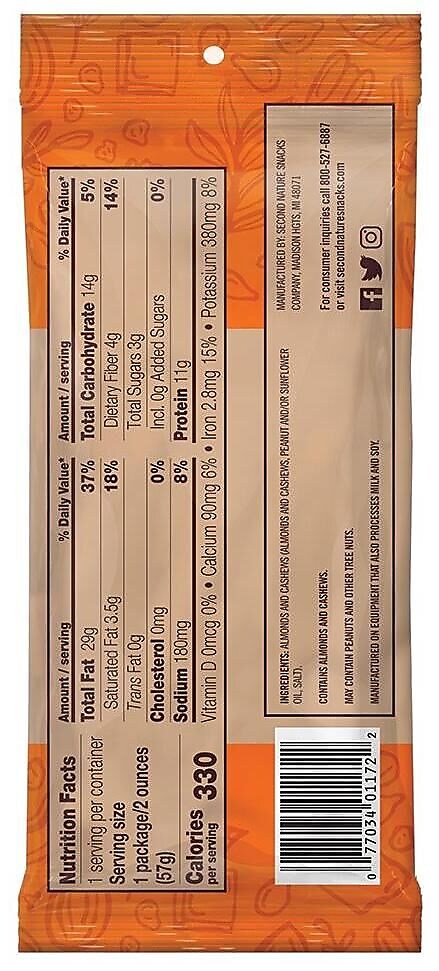 Nutrition Facts
1 serving per container
Serving size
1 package/2 ounces
(57g)
Calories 330
per serving
Amount / serving % Daily Value*
Total Fat 29g 37%
Saturated Fat 3.5g 18%
Trans Fat 0g
Cholesterol 0mg 0%
Sodium 180mg 8%
Amount / serving % Daily Value*
Total Carbohydrate 14g 5%
Dietary Fiber 4g 14%
Total Sugars 3g
Incl. 0g Added Sugars 0%
Protein 11g
Vitamin D 0mcg 0% • Calcium 90mg 6% • Iron 2.8mg 15% • Potassium 380mg 8%
INGREDIENTS: ALMONDS AND CASHEWS (ALMONDS AND CASHEWS, PEANUT AND/OR SUNFLOWER
OIL, SALT).
CONTAINS ALMONDS AND CASHEWS.
MAY CONTAIN PEANUTS AND OTHER TREE NUTS.
MANUFACTURED ON EQUIPMENT THAT ALSO PROCESSES MILK AND SOY.
MANUFACTURED BY: SECOND NATURE SNACKS
COMPANY, MADISON HGTS, MI 48071
For consumer inquiries call 800-527-6887
or visit secondnaturesnacks.com
0 77034 01172 2